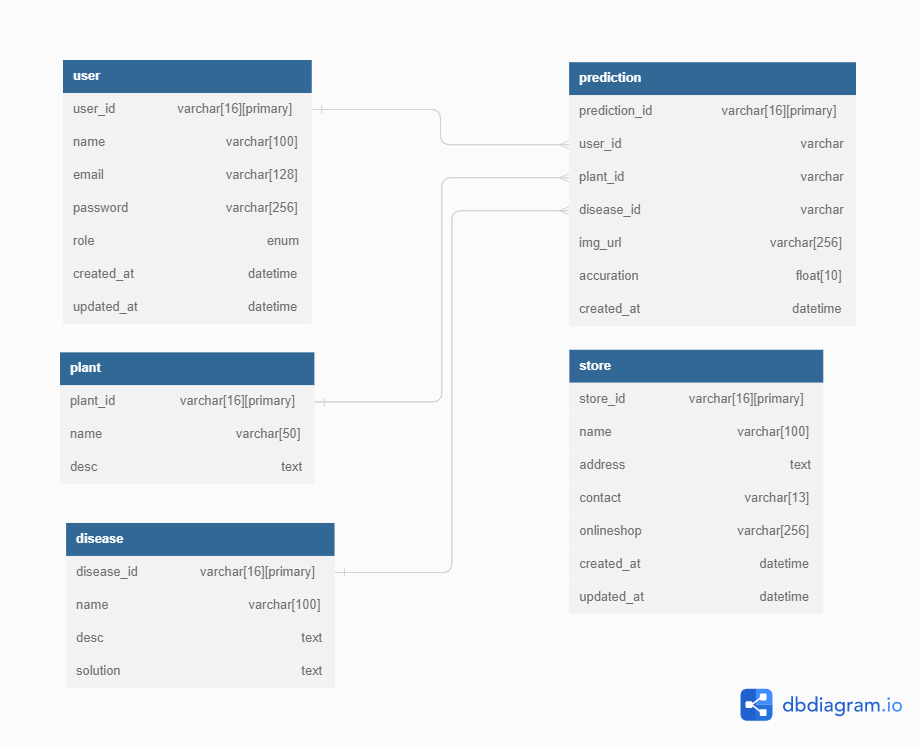 user
user_id varchar[16][primary]
name varchar[100]
email varchar[128]
password varchar[256]
role enum
created_at datetime
updated_at datetime
plant
plant_id varchar[16][primary]
name varchar[50]
desc text
disease
disease_id varchar[16][primary]
name varchar[100]
desc text
solution text
prediction
prediction_id varchar[16][primary]
user_id varchar
plant_id varchar
disease_id varchar
img_url varchar[256]
accuration float[10]
created_at datetime
store
store_id varchar[16][primary]
name varchar[100]
address text
contact varchar[13]
onlineshop varchar[256]
created_at datetime
updated_at datetime
dbdiagram.io